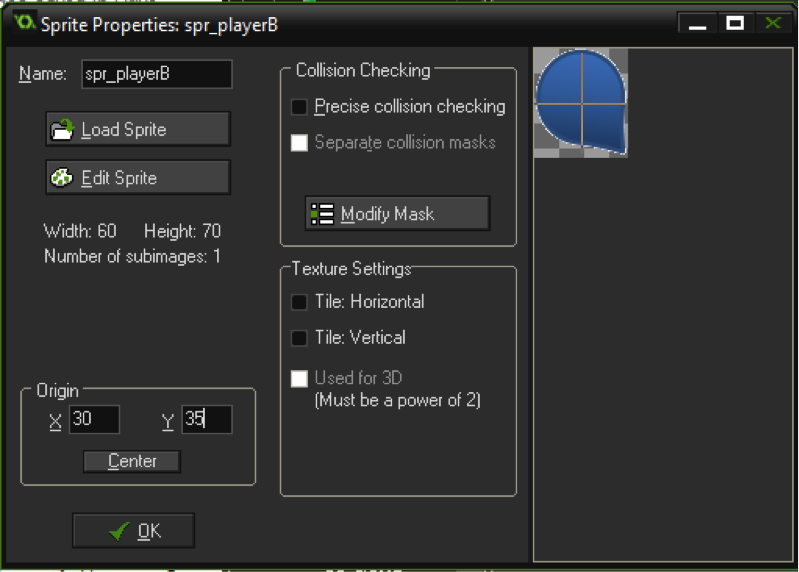 Sprite Properties: spr_playerB
Name: spr_playerB
Load Sprite
Edit Sprite
Width: 60 Height: 70
Number of subimages: 1
Origin
X 30 Y 35
Center
OK
Collision Checking
Precise collision checking
Separate collision masks
Modify Mask
Texture Settings
Tile: Horizontal
Tile: Vertical
Used for 3D
(Must be a power of 2)